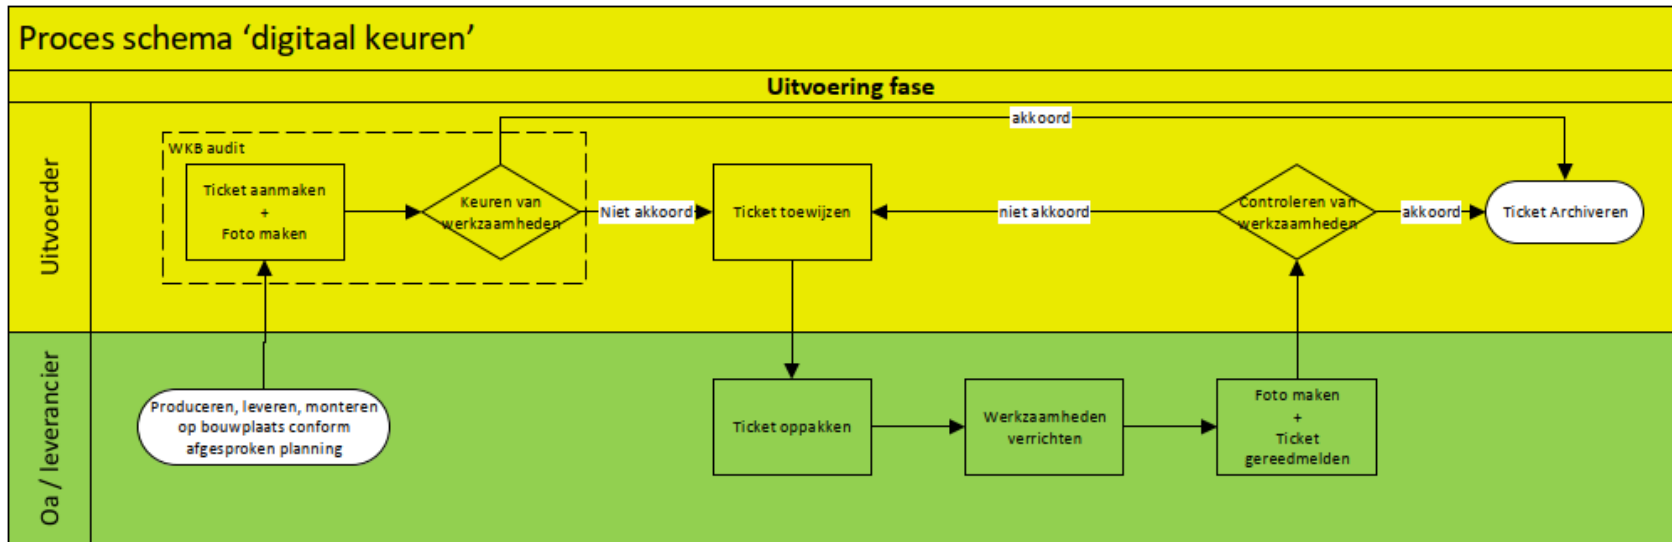 Proces schema ‘digitaal keuren’
Uitvoering fase
Uitvoerder
akkoord
WKB audit
Ticket aanmaken
+
Foto maken
Keuren van
werkzaamheden
Niet akkoord
Ticket toewijzen
niet akkoord
Controleren van
werkzaamheden
akkoord
Ticket Archiveren
Oa / leverancier
Produceren, leveren, monteren
op bouwplaats conform
afgesproken planning
Ticket oppakken
Werkzaamheden
verrichten
Foto maken
+
Ticket
gereedmelden